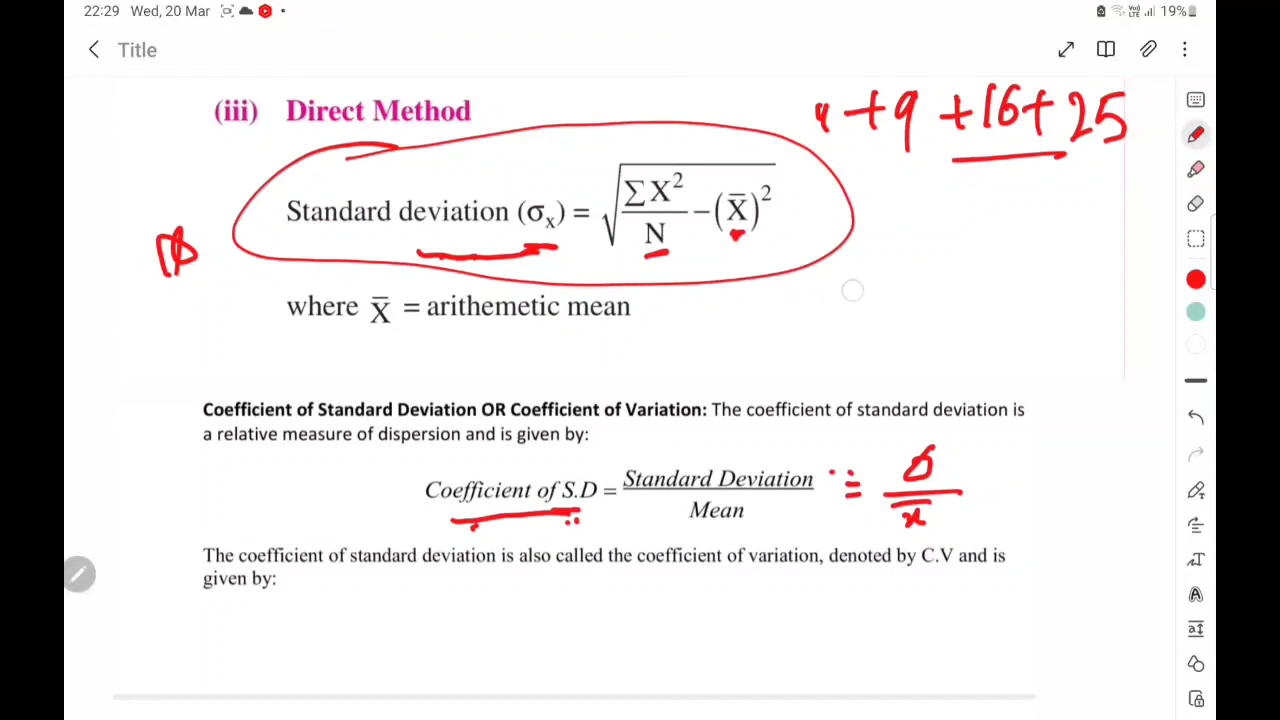 22:29 Wed, 20 Mar
19%
Title
(iii) Direct Method
4 + 9 + 16 + 25
Standard deviation (σx) = √ΣX²/N − (X̄)²
where X̄ = arithemetic mean
Coefficient of Standard Deviation OR Coefficient of Variation: The coefficient of standard deviation is
a relative measure of dispersion and is given by:
Coefficient of S.D = Standard Deviation / Mean = σ / x̄
The coefficient of standard deviation is also called the coefficient of variation, denoted by C.V and is
given by: